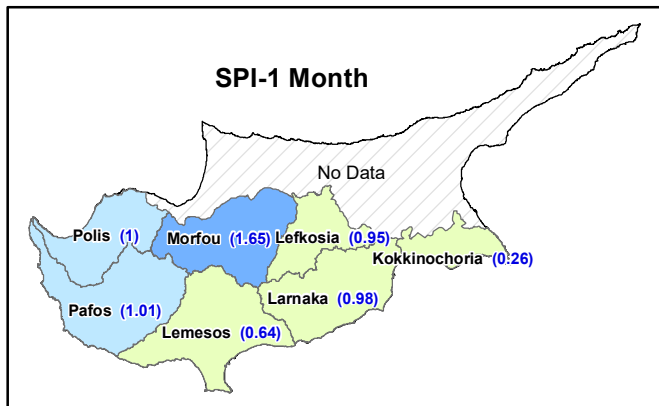 SPI-1 Month
No Data
Polis (1)
Morfou (1.65)
Lefkosia (0.95)
Kokkinochoria (0.26)
Pafos (1.01)
Larnaka (0.98)
Lemesos (0.64)